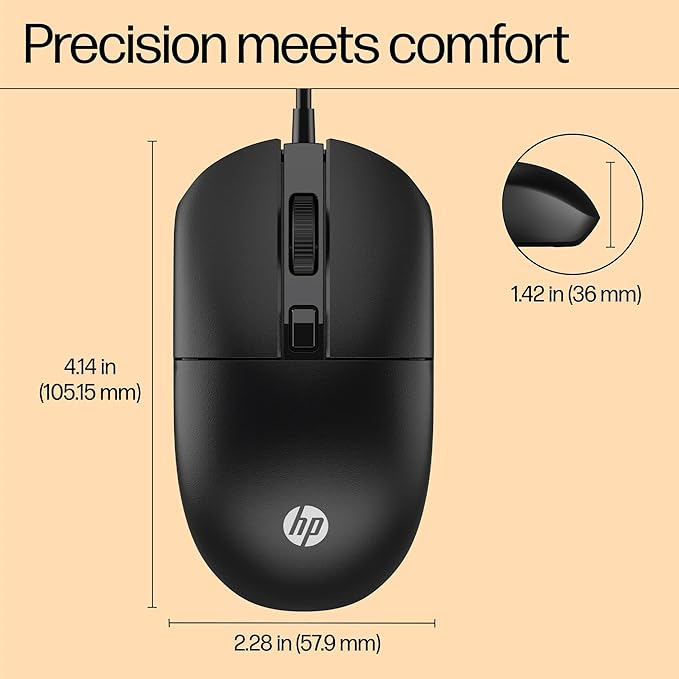 Precision meets comfort
1.42 in (36 mm)
4.14 in
(105.15 mm)
hp
2.28 in (57.9 mm)